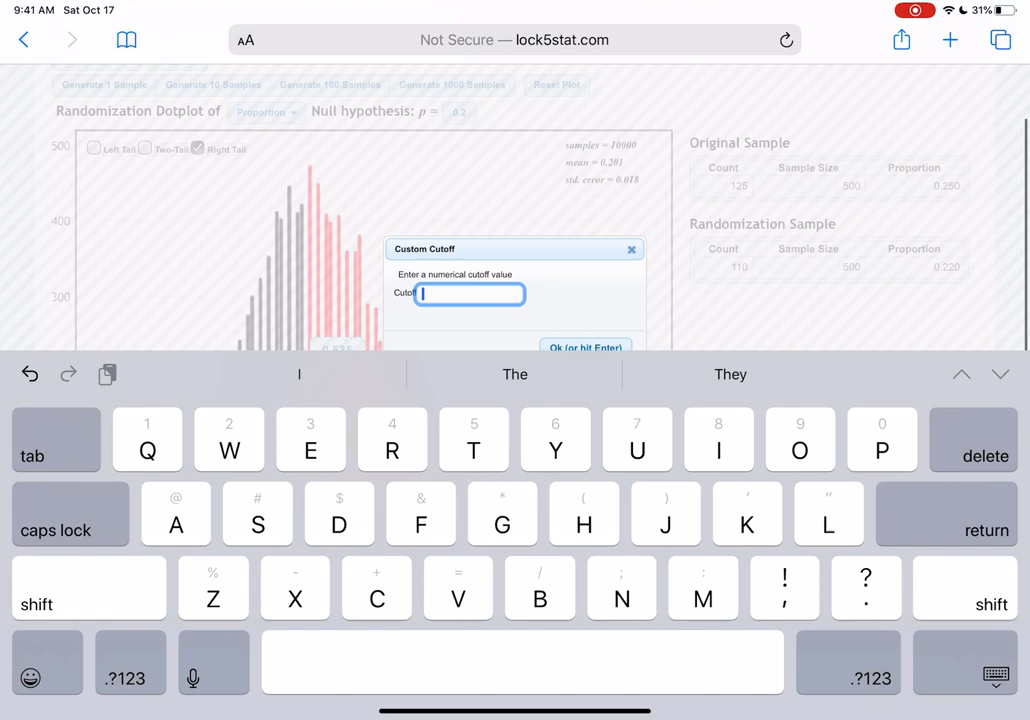 9:41 AM Sat Oct 17 31%
AA Not Secure — lock5stat.com
Generate 1 Sample Generate 10 Samples Generate 100 Samples Generate 1000 Samples Reset Plot
Randomization Dotplot of Proportion Null hypothesis: p = 0.2
500 Left Tail Two-Tail Right Tail samples = 10000
mean = 0.201
std. error = 0.018
400
300
Original Sample
Count Sample Size Proportion
125 500 0.250
Randomization Sample
Count Sample Size Proportion
110 500 0.220
Custom Cutoff
Enter a numerical cutoff value
Cutoff
Ok (or hit Enter)
I The They
1 2 3 4 5 6 7 8 9 0
tab Q W E R T Y U I O P delete
@ # $ & * ( ) ' "
caps lock A S D F G H J K L return
% - + = / ; : ! ?
shift Z X C V B N M , . shift
.?123 .?123